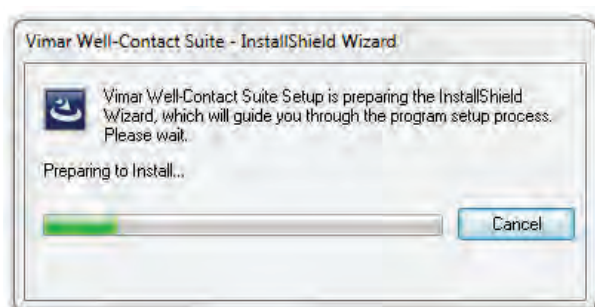 Vimar Well-Contact Suite - InstallShield Wizard
Vimar Well-Contact Suite Setup is preparing the InstallShield
Wizard, which will guide you through the program setup process.
Please wait.
Preparing to Install...
Cancel